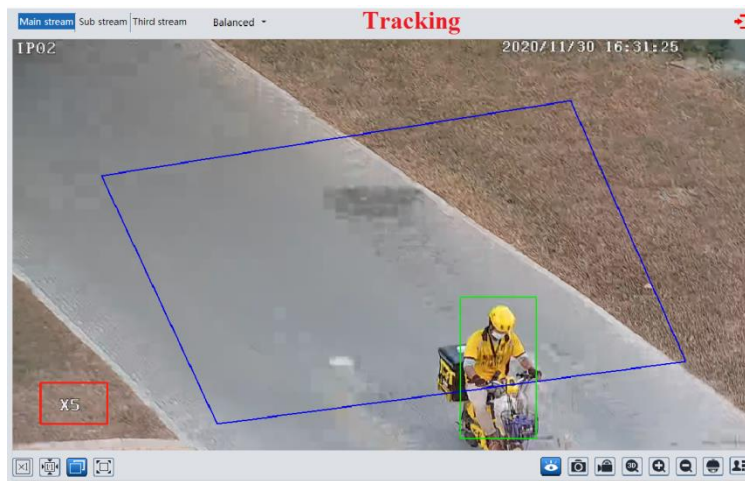 Main stream Sub stream Third stream Balanced Tracking
IP02 2020/11/30 16:31:25
X5